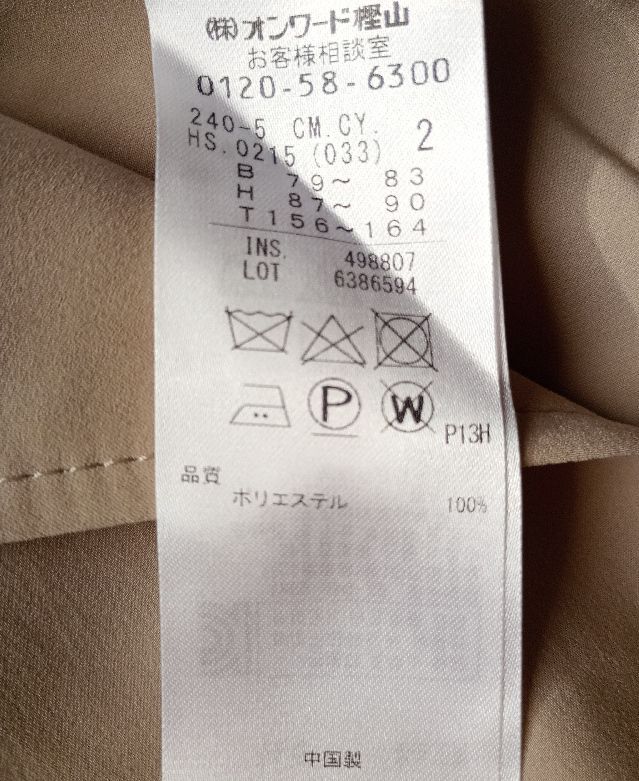 (株)オンワード樫山
お客様相談室
0120-58-6300
240-5 CM.CY. 2
HS.0215 (033)
B 79~ 83
H 87~ 90
T 156~164
INS. 498807
LOT 6386594
P W P13H
品質
ポリエステル 100%
中国製